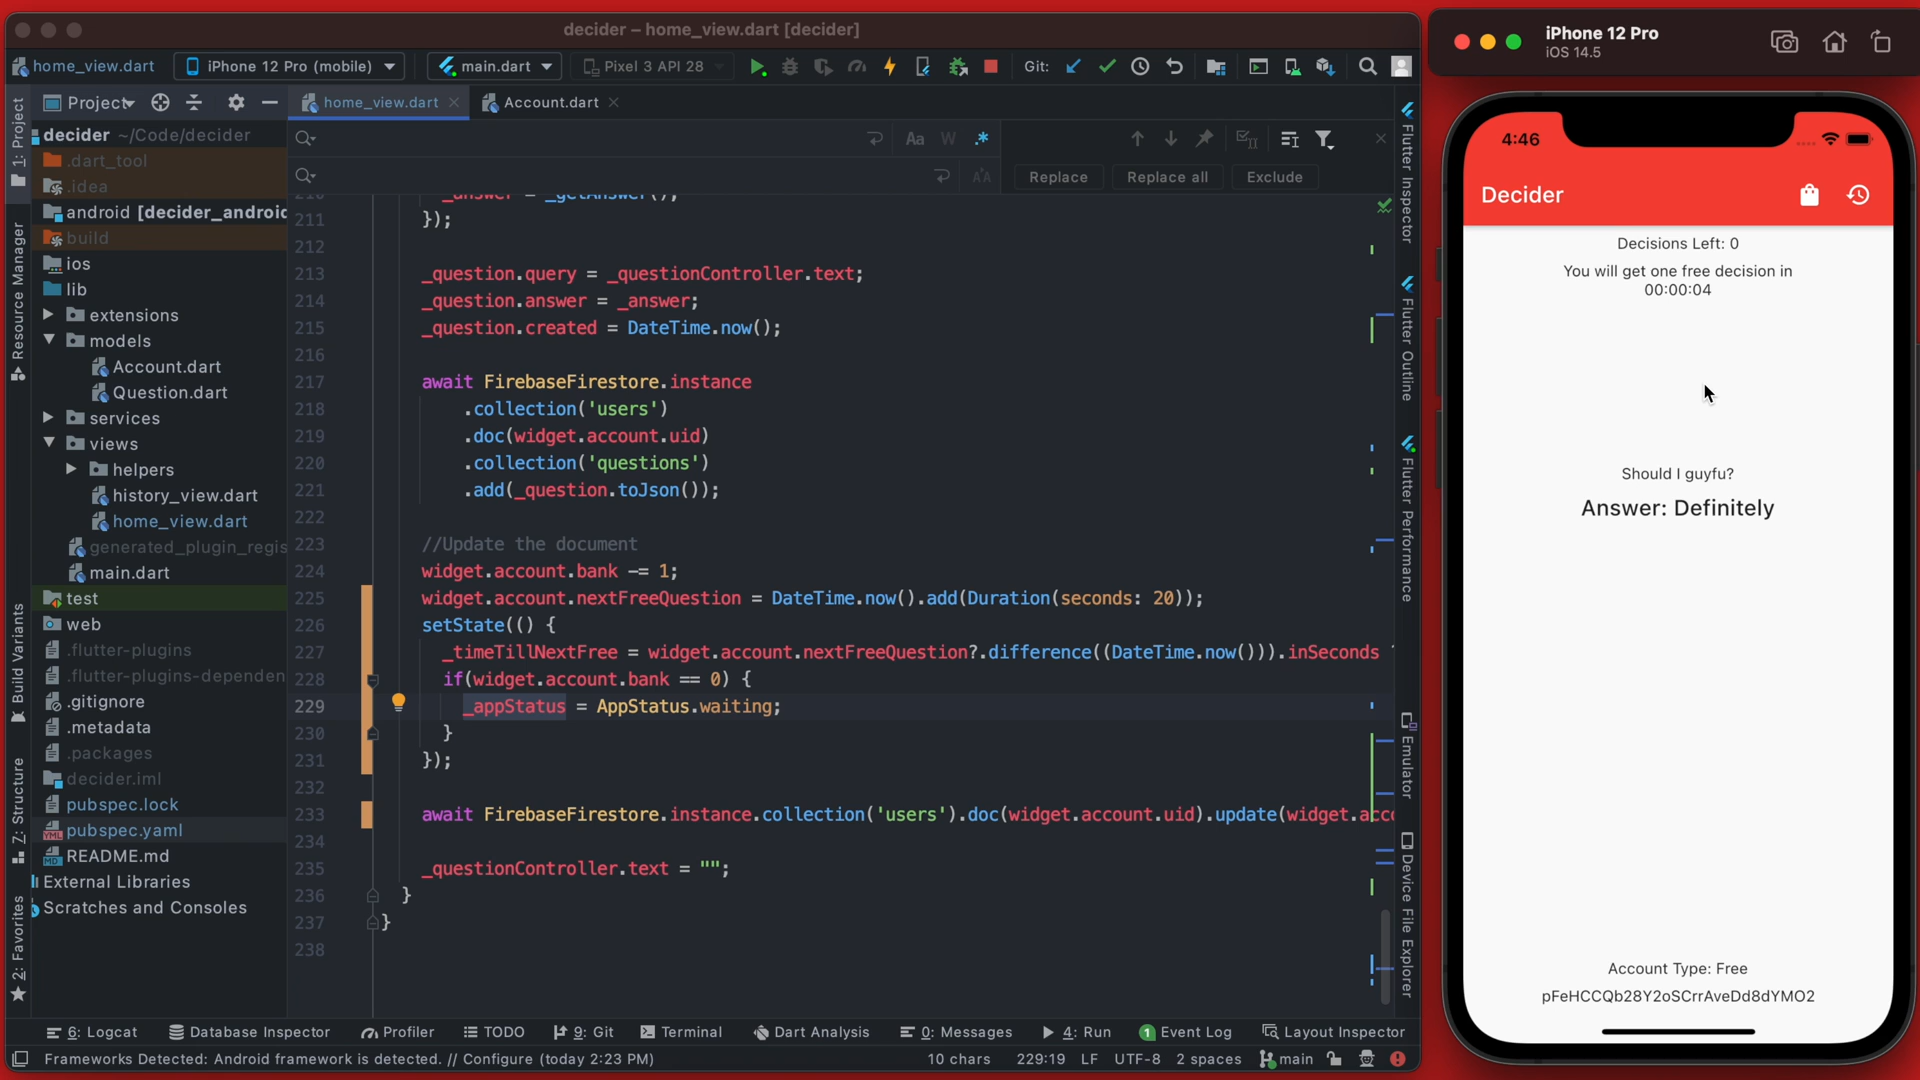 decider – home_view.dart [decider]
home_view.dart
iPhone 12 Pro (mobile)
main.dart
Pixel 3 API 28
Git:
Project
home_view.dart
Account.dart
Aa
W
Replace
Replace all
Exclude
1: Project
Resource Manager
Build Variants
7: Structure
2: Favorites
decider ~/Code/decider
.dart_tool
.idea
android [decider_android
build
ios
lib
extensions
models
Account.dart
Question.dart
services
views
helpers
history_view.dart
home_view.dart
generated_plugin_regis
main.dart
test
web
.flutter-plugins
.flutter-plugins-dependen
.gitignore
.metadata
.packages
decider.iml
pubspec.lock
pubspec.yaml
README.md
External Libraries
Scratches and Consoles
210 _answer = _getAnswer();
211 });
212
213 _question.query = _questionController.text;
214 _question.answer = _answer;
215 _question.created = DateTime.now();
216
217 await FirebaseFirestore.instance
218 .collection('users')
219 .doc(widget.account.uid)
220 .collection('questions')
221 .add(_question.toJson());
222
223 //Update the document
224 widget.account.bank -= 1;
225 widget.account.nextFreeQuestion = DateTime.now().add(Duration(seconds: 20));
226 setState(() {
227 _timeTillNextFree = widget.account.nextFreeQuestion?.difference((DateTime.now())).inSeconds ?
228 if(widget.account.bank == 0) {
229 _appStatus = AppStatus.waiting;
230 }
231 });
232
233 await FirebaseFirestore.instance.collection('users').doc(widget.account.uid).update(widget.acco
234
235 _questionController.text = "";
236 }
237 }
238
Flutter Inspector
Flutter Outline
Flutter Performance
Emulator
Device File Explorer
6: Logcat
Database Inspector
Profiler
TODO
9: Git
Terminal
Dart Analysis
0: Messages
4: Run
1 Event Log
Layout Inspector
Frameworks Detected: Android framework is detected. // Configure (today 2:23 PM)
10 chars
229:19
LF
UTF-8
2 spaces
main
iPhone 12 Pro
iOS 14.5
4:46
Decider
Decisions Left: 0
You will get one free decision in
00:00:04
Should I guyfu?
Answer: Definitely
Account Type: Free
pFeHCCQb28Y2oSCrrAveDd8dYMO2